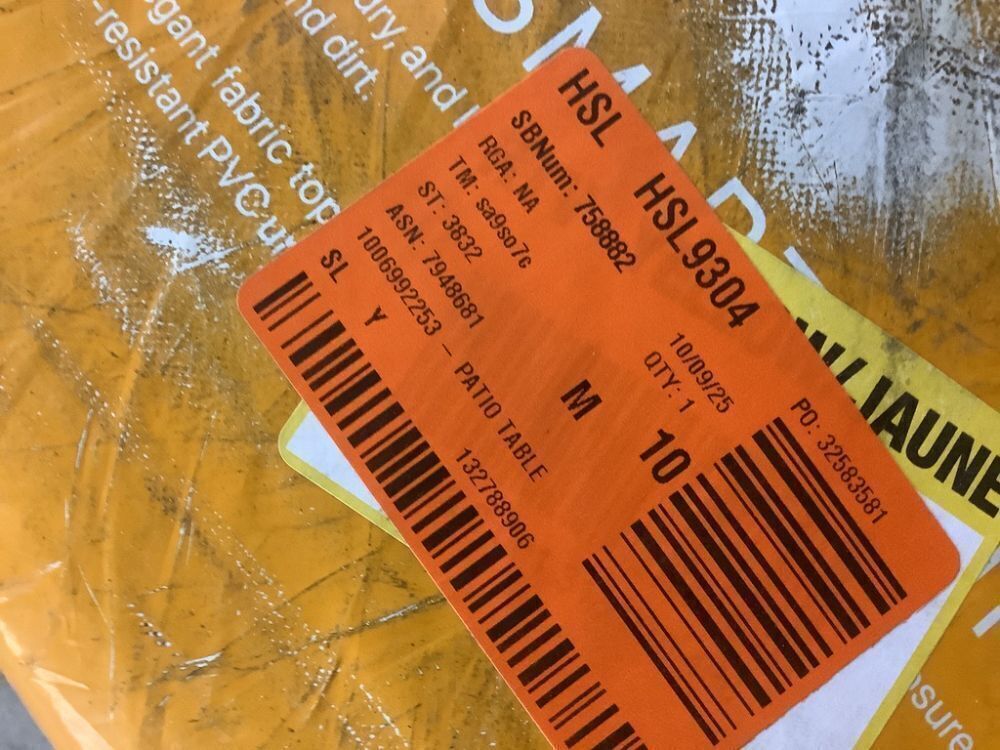 dry, and
nd dirt.
egant fabric top
-resistant PVC
HSL HSL9304
SBNum: 758882
RGA: NA
10/09/25
PO: 32583581
TM: sa9so7c
QTY: 1
ST: 3832
M 10
ASN: 7948681
1006992253 - PATIO TABLE
SL Y
132788906
JAUNE
sure